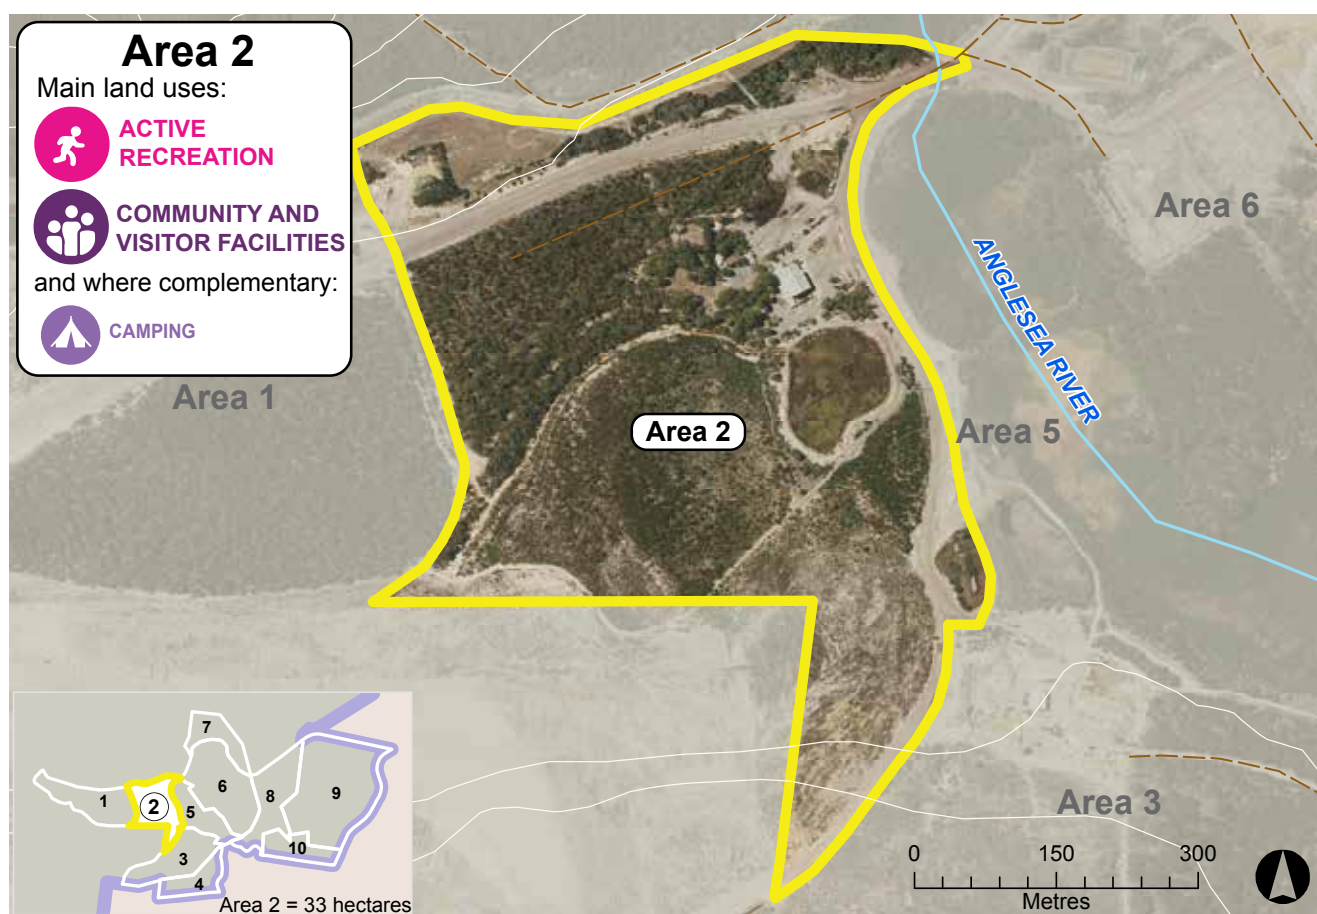 Area 2
Main land uses:
ACTIVE
RECREATION
COMMUNITY AND
VISITOR FACILITIES
and where complementary:
CAMPING
Area 1
Area 2
Area 6
ANGLESEA RIVER
Area 5
Area 3
7
6
8
9
1
2
5
3
10
4
Area 2 = 33 hectares
0 150 300
Metres